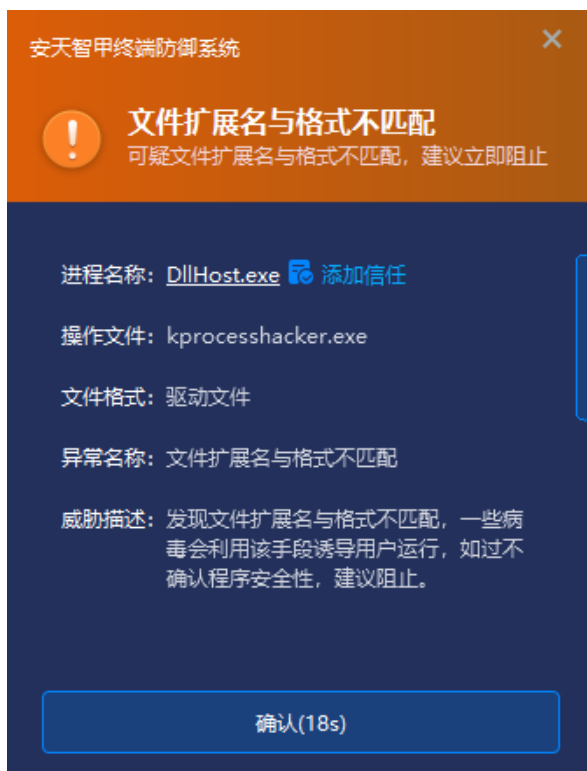 安天智甲终端防御系统
文件扩展名与格式不匹配
可疑文件扩展名与格式不匹配，建议立即阻止
进程名称：DllHost.exe 添加信任
操作文件：kprocesshacker.exe
文件格式：驱动文件
异常名称：文件扩展名与格式不匹配
威胁描述：发现文件扩展名与格式不匹配，一些病
毒会利用该手段诱导用户运行，如过不
确认程序安全性，建议阻止。
确认(18s)